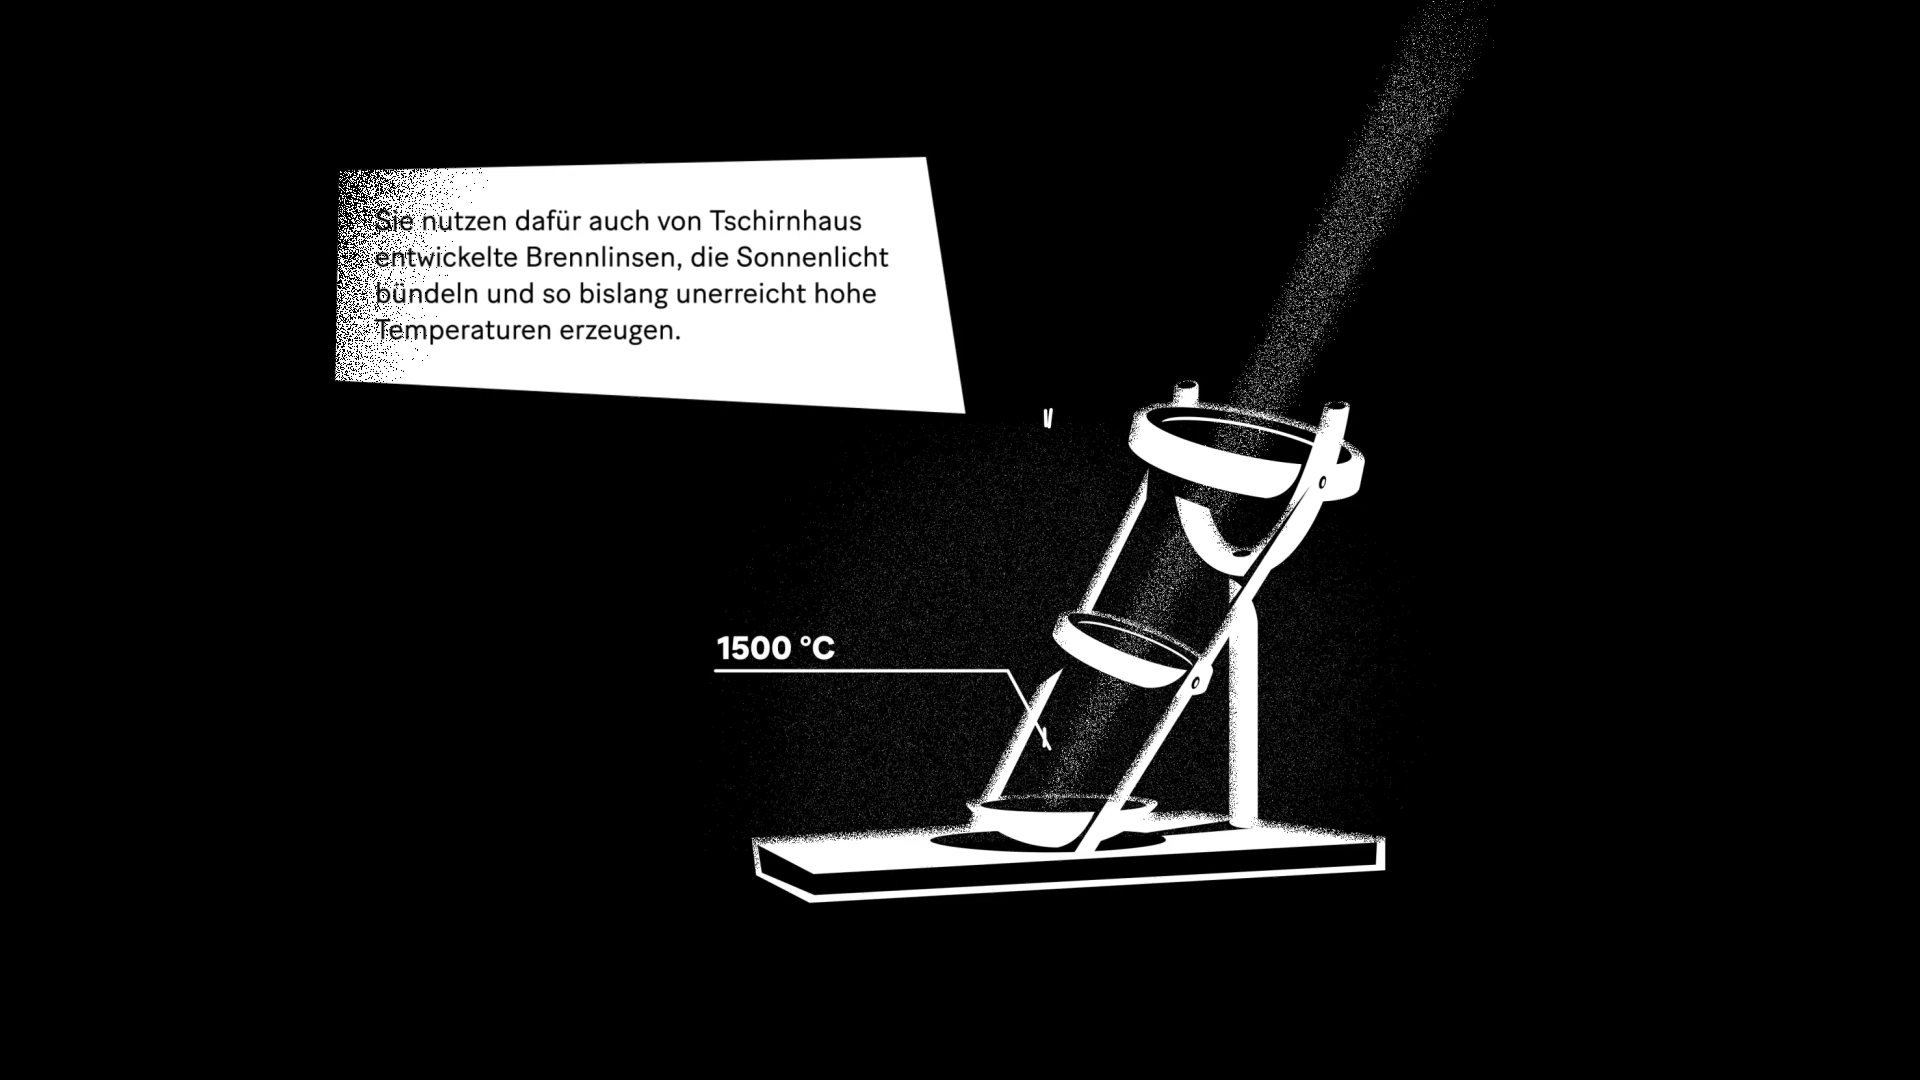 Sie nutzen dafür auch von Tschirnhaus
entwickelte Brennlinsen, die Sonnenlicht
bündeln und so bislang unerreicht hohe
Temperaturen erzeugen.
1500 °C